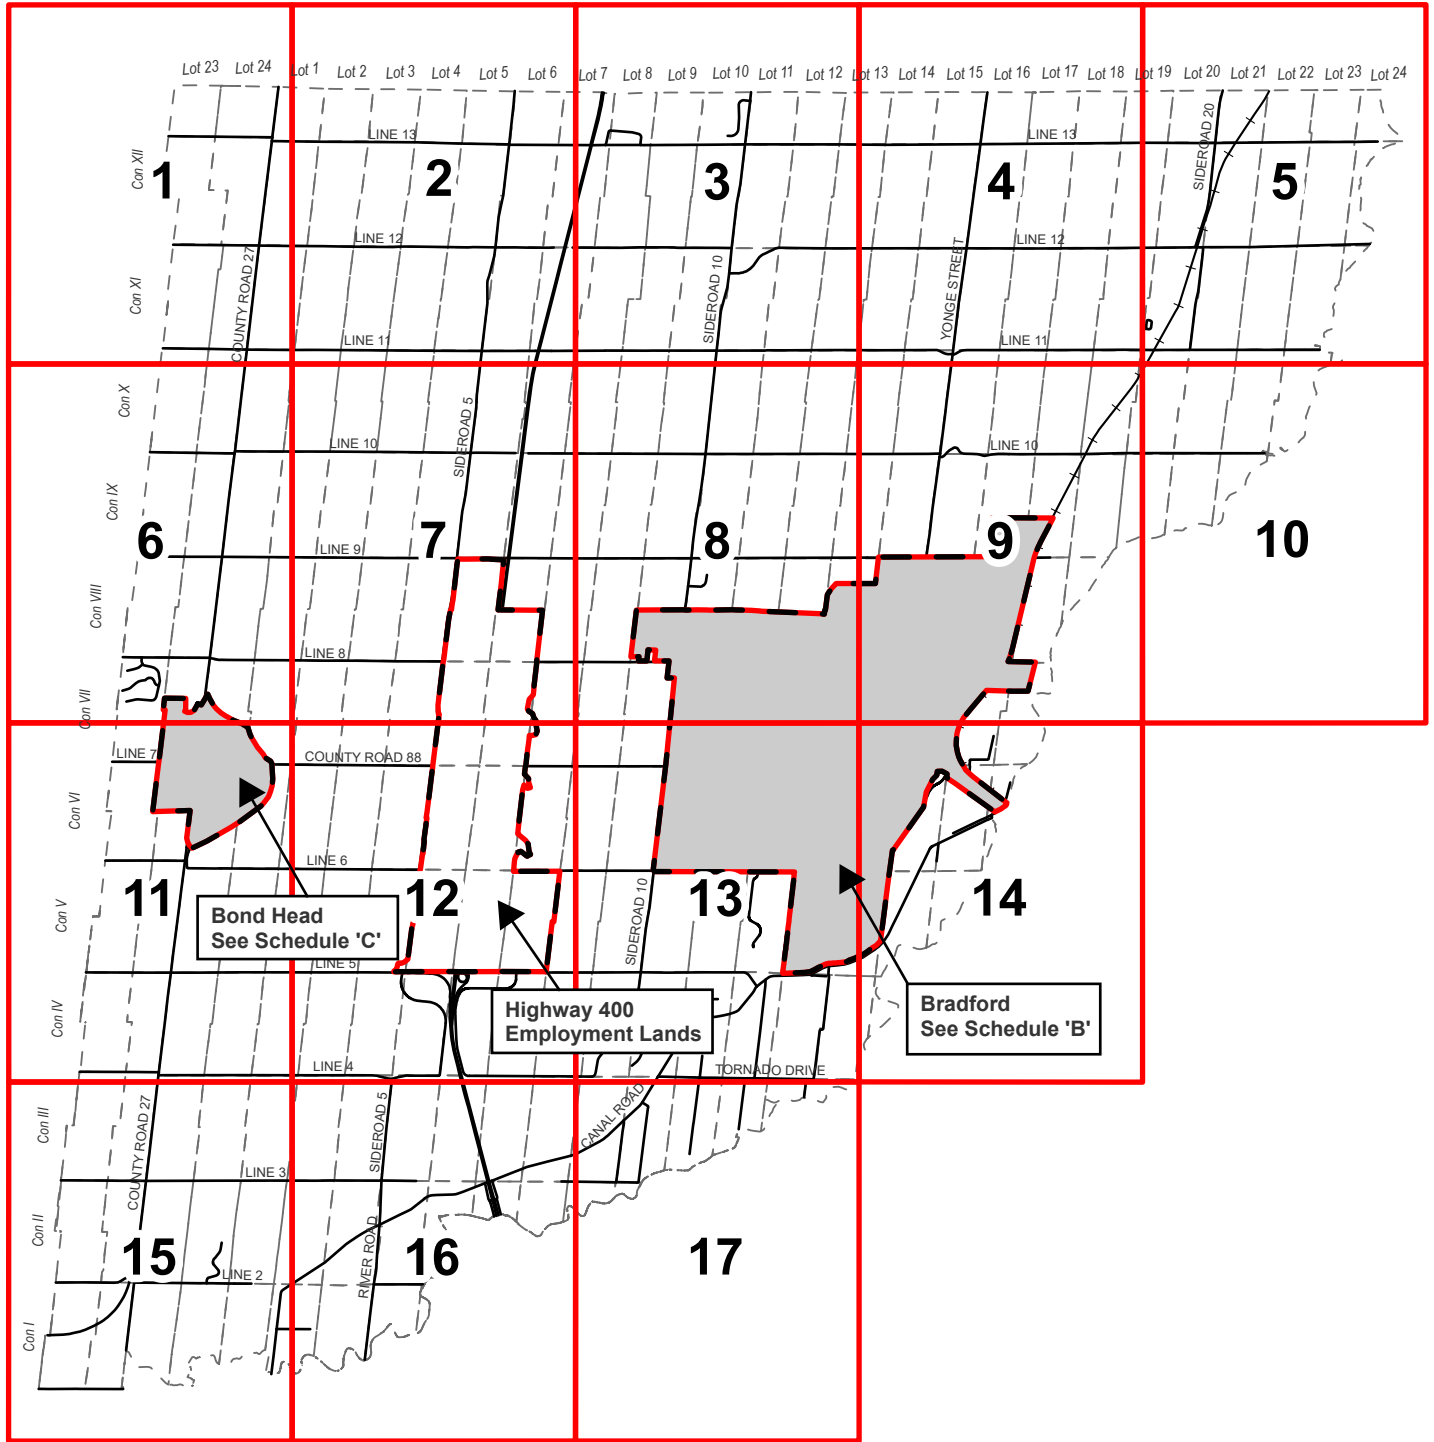 Lot 23 Lot 24 Lot 1 Lot 2 Lot 3 Lot 4 Lot 5 Lot 6 Lot 7 Lot 8 Lot 9 Lot 10 Lot 11 Lot 12 Lot 13 Lot 14 Lot 15 Lot 16 Lot 17 Lot 18 Lot 19 Lot 20 Lot 21 Lot 22 Lot 23 Lot 24
LINE 13
LINE 13
SIDEROAD 20
Con XII
1
2
3
4
5
LINE 12
LINE 12
COUNTY ROAD 27
SIDEROAD 10
YONGE STREET
Con XI
LINE 11
LINE 11
Con X
SIDEROAD 5
LINE 10
LINE 10
Con IX
6
7
8
9
10
LINE 9
Con VIII
LINE 8
Con VII
LINE 7
COUNTY ROAD 88
Con VI
LINE 6
11
12
13
14
Con V
SIDEROAD 10
Bond Head
See Schedule 'C'
LINE 5
Highway 400
Employment Lands
Bradford
See Schedule 'B'
Con IV
LINE 4
TORNADO DRIVE
Con III
COUNTY ROAD 27
SIDEROAD 5
CANAL ROAD
LINE 3
Con II
RIVER ROAD
15
16
17
LINE 2
Con I